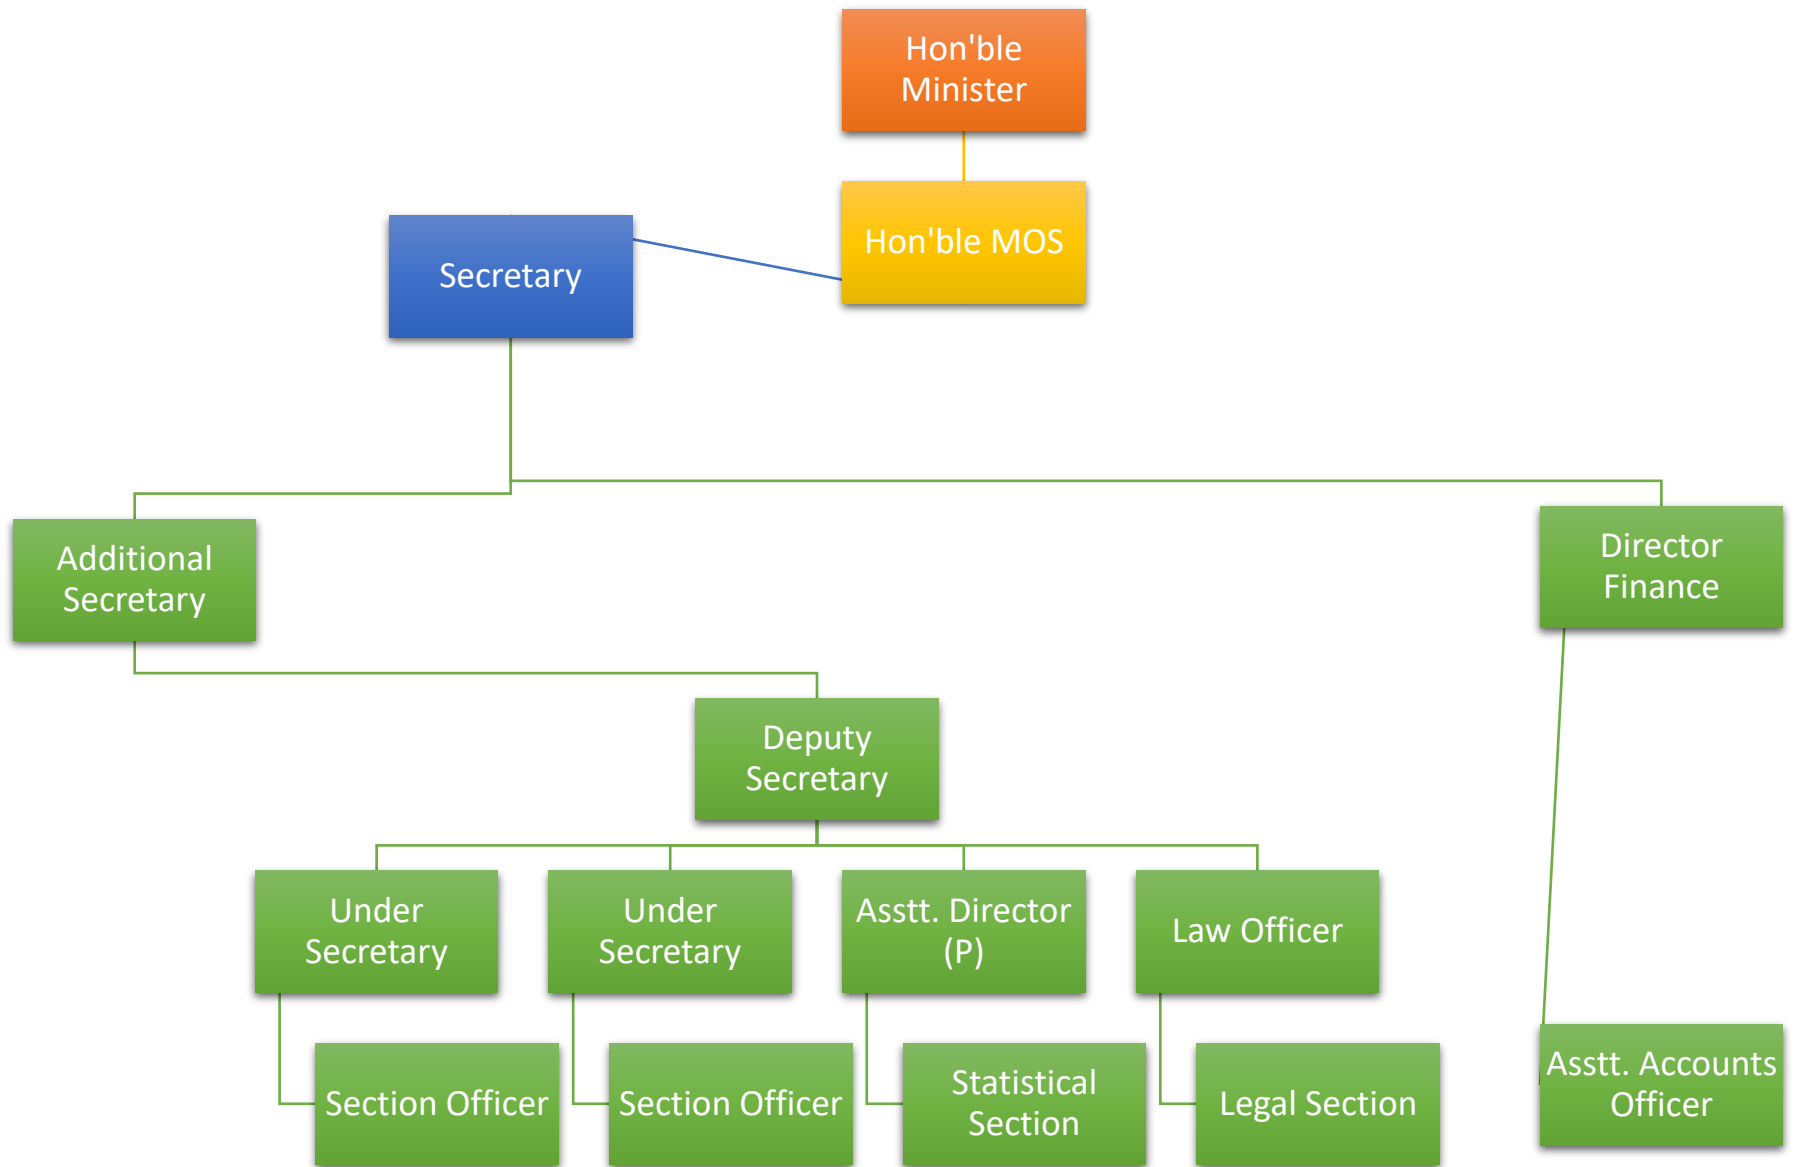 Hon'ble
Minister
Hon'ble MOS
Secretary
Additional
Secretary
Director
Finance
Deputy
Secretary
Under
Secretary
Under
Secretary
Asstt. Director
(P)
Law Officer
Section Officer
Section Officer
Statistical
Section
Legal Section
Asstt. Accounts
Officer